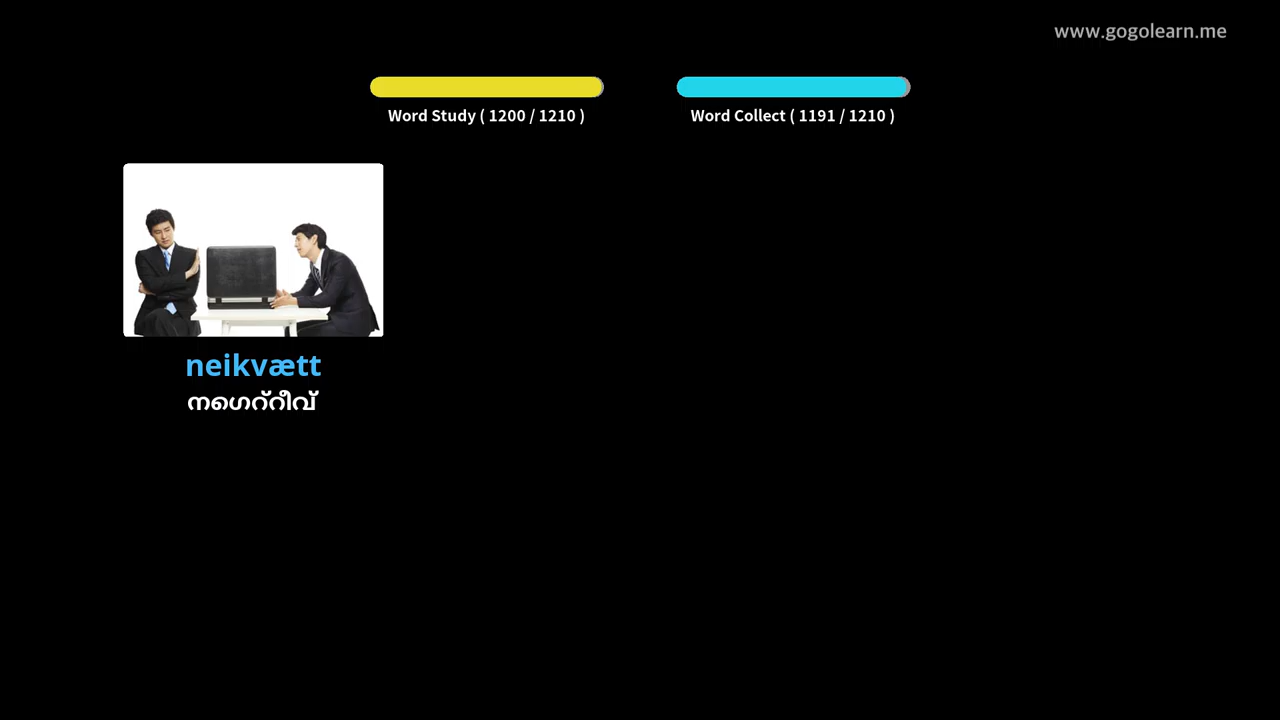 www.gogolearn.me
Word Study ( 1200 / 1210 )
Word Collect ( 1191 / 1210 )
neikvætt
നഗെറ്റീവ്